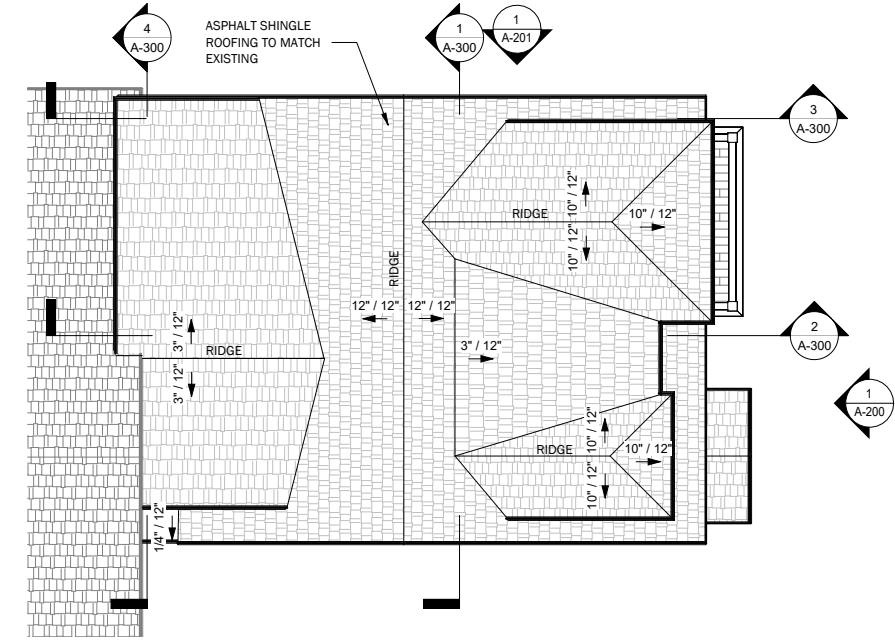 4
A-300
ASPHALT SHINGLE
ROOFING TO MATCH
EXISTING
1
A-300
1
A-201
3
A-300
RIDGE
10" / 12"
10" / 12"
10" / 12"
RIDGE
12" / 12"
12" / 12"
3" / 12"
3" / 12"
RIDGE
3" / 12"
2
A-300
1
A-200
RIDGE
10" / 12"
10" / 12"
10" / 12"
1/4" / 12"